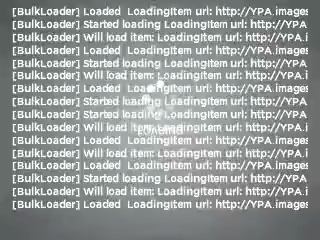 [BulkLoader] Loaded LoadingItem url: http://YPA.images
[BulkLoader] Started loading LoadingItem url: http://YPA
[BulkLoader] Will load item: LoadingItem url: http://YPA.i
[BulkLoader] Loaded LoadingItem url: http://YPA.images
[BulkLoader] Started loading LoadingItem url: http://YPA
[BulkLoader] Will load item: LoadingItem url: http://YPA.i
[BulkLoader] Loaded LoadingItem url: http://YPA.images
[BulkLoader] Started loading LoadingItem url: http://YPA
[BulkLoader] Loaded LoadingItem url: http://YPA.images
[BulkLoader] Will load item: LoadingItem url: http://YPA.i
[BulkLoader] Started loading LoadingItem url: http://YPA
[BulkLoader] Will load item: LoadingItem url: http://YPA.i
[BulkLoader] Loaded LoadingItem url: http://YPA.images
[BulkLoader] Started loading LoadingItem url: http://YPA
[BulkLoader] Will load item: LoadingItem url: http://YPA.i
[BulkLoader] Loaded LoadingItem url: http://YPA.images